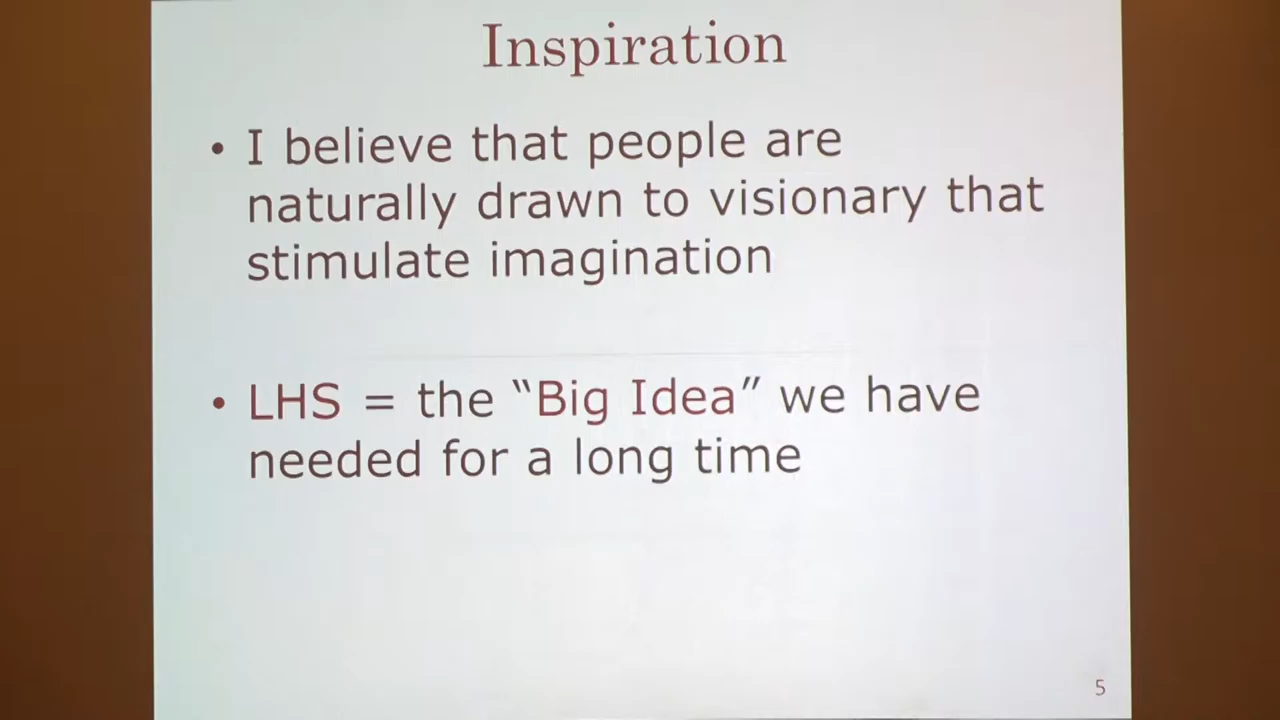 Inspiration
• I believe that people are
naturally drawn to visionary that
stimulate imagination
• LHS = the “Big Idea” we have
needed for a long time
5